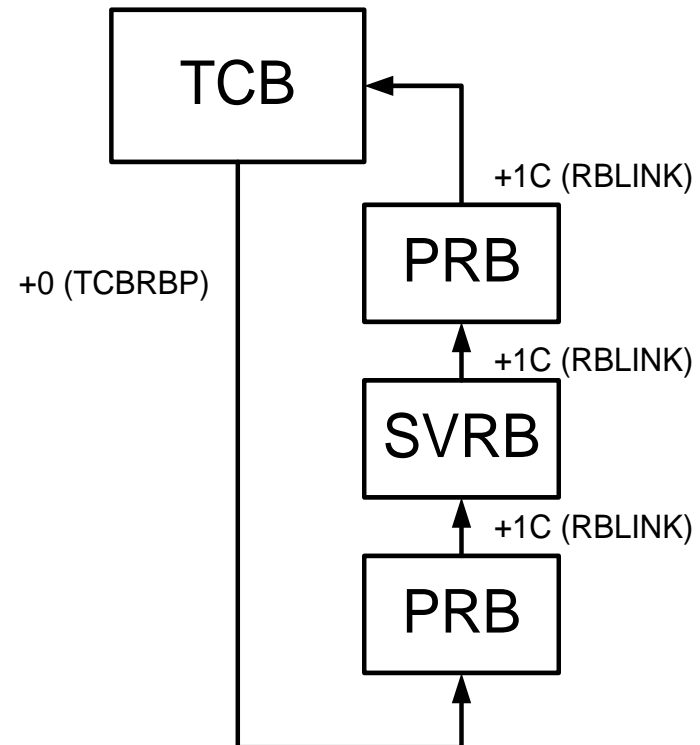 TCB
+1C (RBLINK)
PRB
+0 (TCBRBP)
+1C (RBLINK)
SVRB
+1C (RBLINK)
PRB